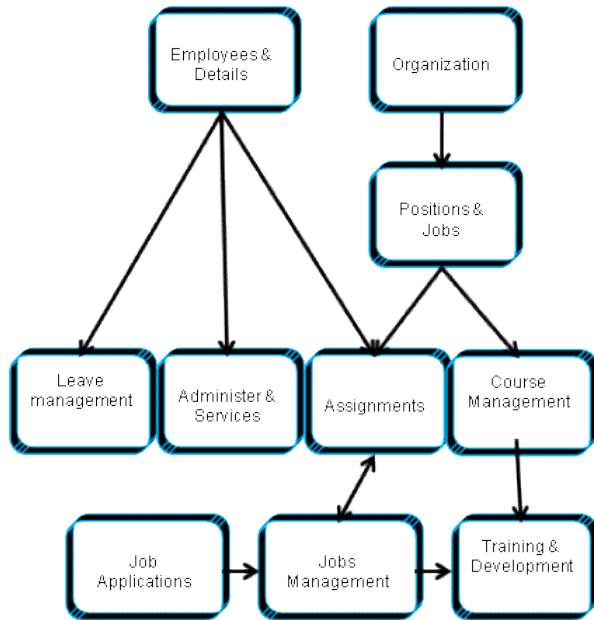 Employees &
Details
Organization
Positions &
Jobs
Leave
management
Administer &
Services
Assignments
Course
Management
Job
Applications
Jobs
Management
Training &
Development